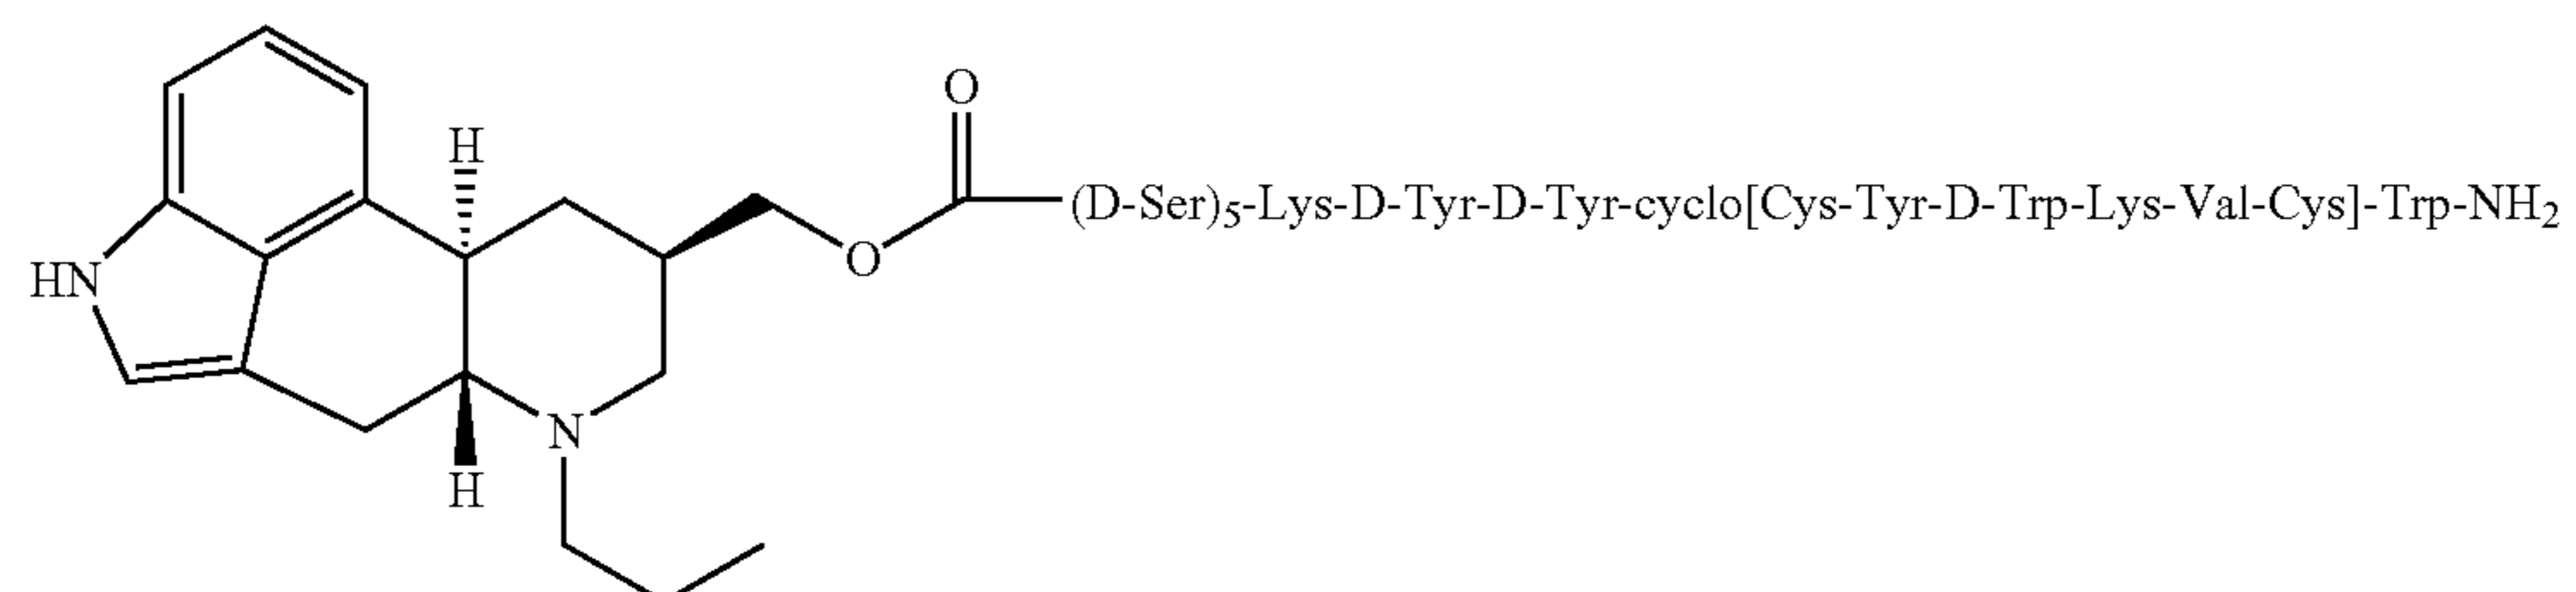 O
H
(D-Ser)5-Lys-D-Tyr-D-Tyr-cyclo[Cys-Tyr-D-Trp-Lys-Val-Cys]-Trp-NH2
O
HN
N
H